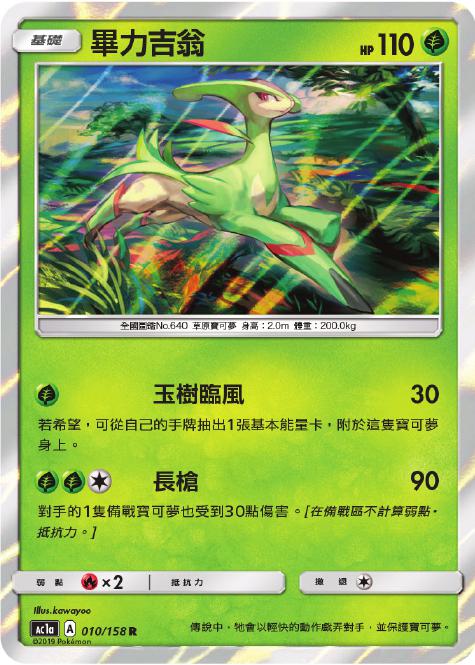 基礎 畢力吉翁 HP 110
全國圖鑑No.640 草原寶可夢 身高:2.0m 體重:200.0kg
玉樹臨風 30
若希望,可從自己的手牌抽出1張基本能量卡,附於這隻寶可夢
身上。
長槍 90
對手的1隻備戰寶可夢也受到30點傷害。[在備戰區不計算弱點・
抵抗力。]
弱點 ×2 抵抗力 撤退
Illus.kawayoo
AC1a A 010/158 R
©2019 Pokémon
傳說中,牠會以輕快的動作戲弄對手,並保護寶可夢。